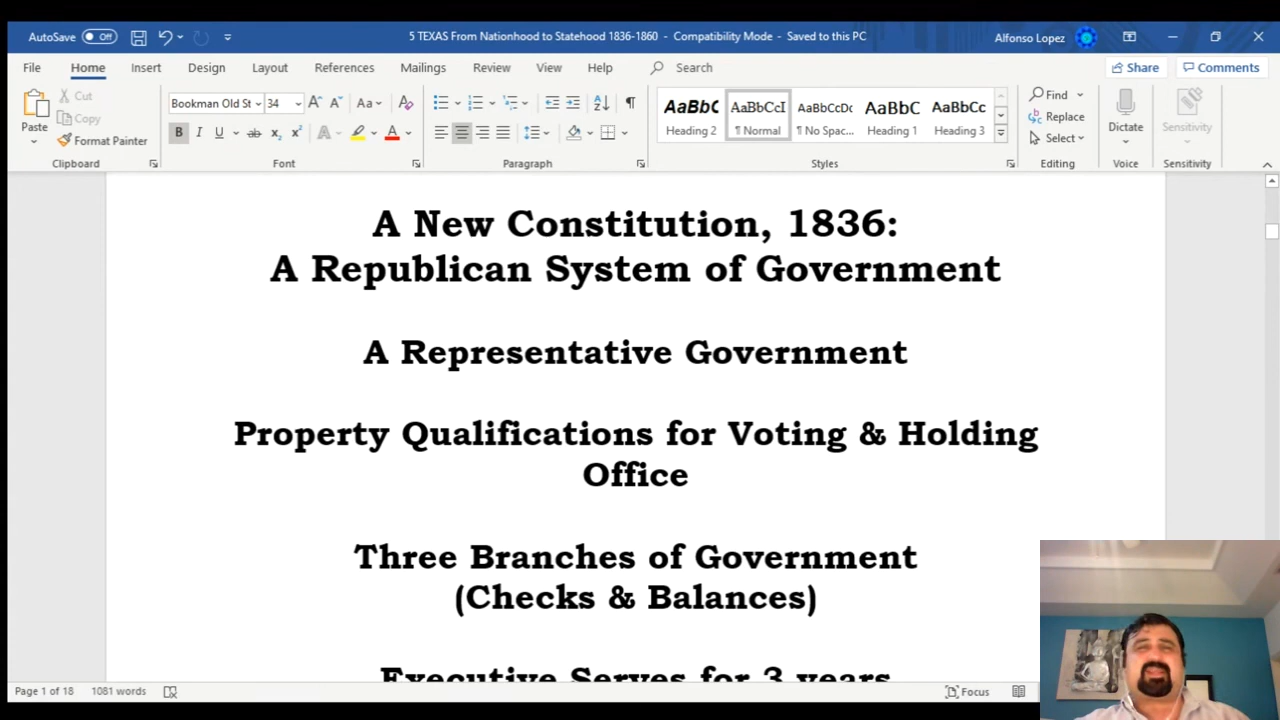 AutoSave Off 5 TEXAS From Nationhood to Statehood 1836-1860 - Compatibility Mode - Saved to this PC Alfonso Lopez
File Home Insert Design Layout References Mailings Review View Help Search Share Comments
Paste Cut Copy Format Painter
Clipboard
Bookman Old St 34 A A Aa A
B I U ab x₂ x² A A
Font
Paragraph
AaBbC AaBbCcI AaBbCcDc AaBbC AaBbCc
Heading 2 ¶ Normal ¶ No Spac... Heading 1 Heading 3
Styles
Find Replace Select
Editing
Dictate
Voice
Sensitivity
Sensitivity
A New Constitution, 1836:
A Republican System of Government
A Representative Government
Property Qualifications for Voting & Holding
Office
Three Branches of Government
(Checks & Balances)
Executive Serves for 3 years
Page 1 of 18 1081 words Focus